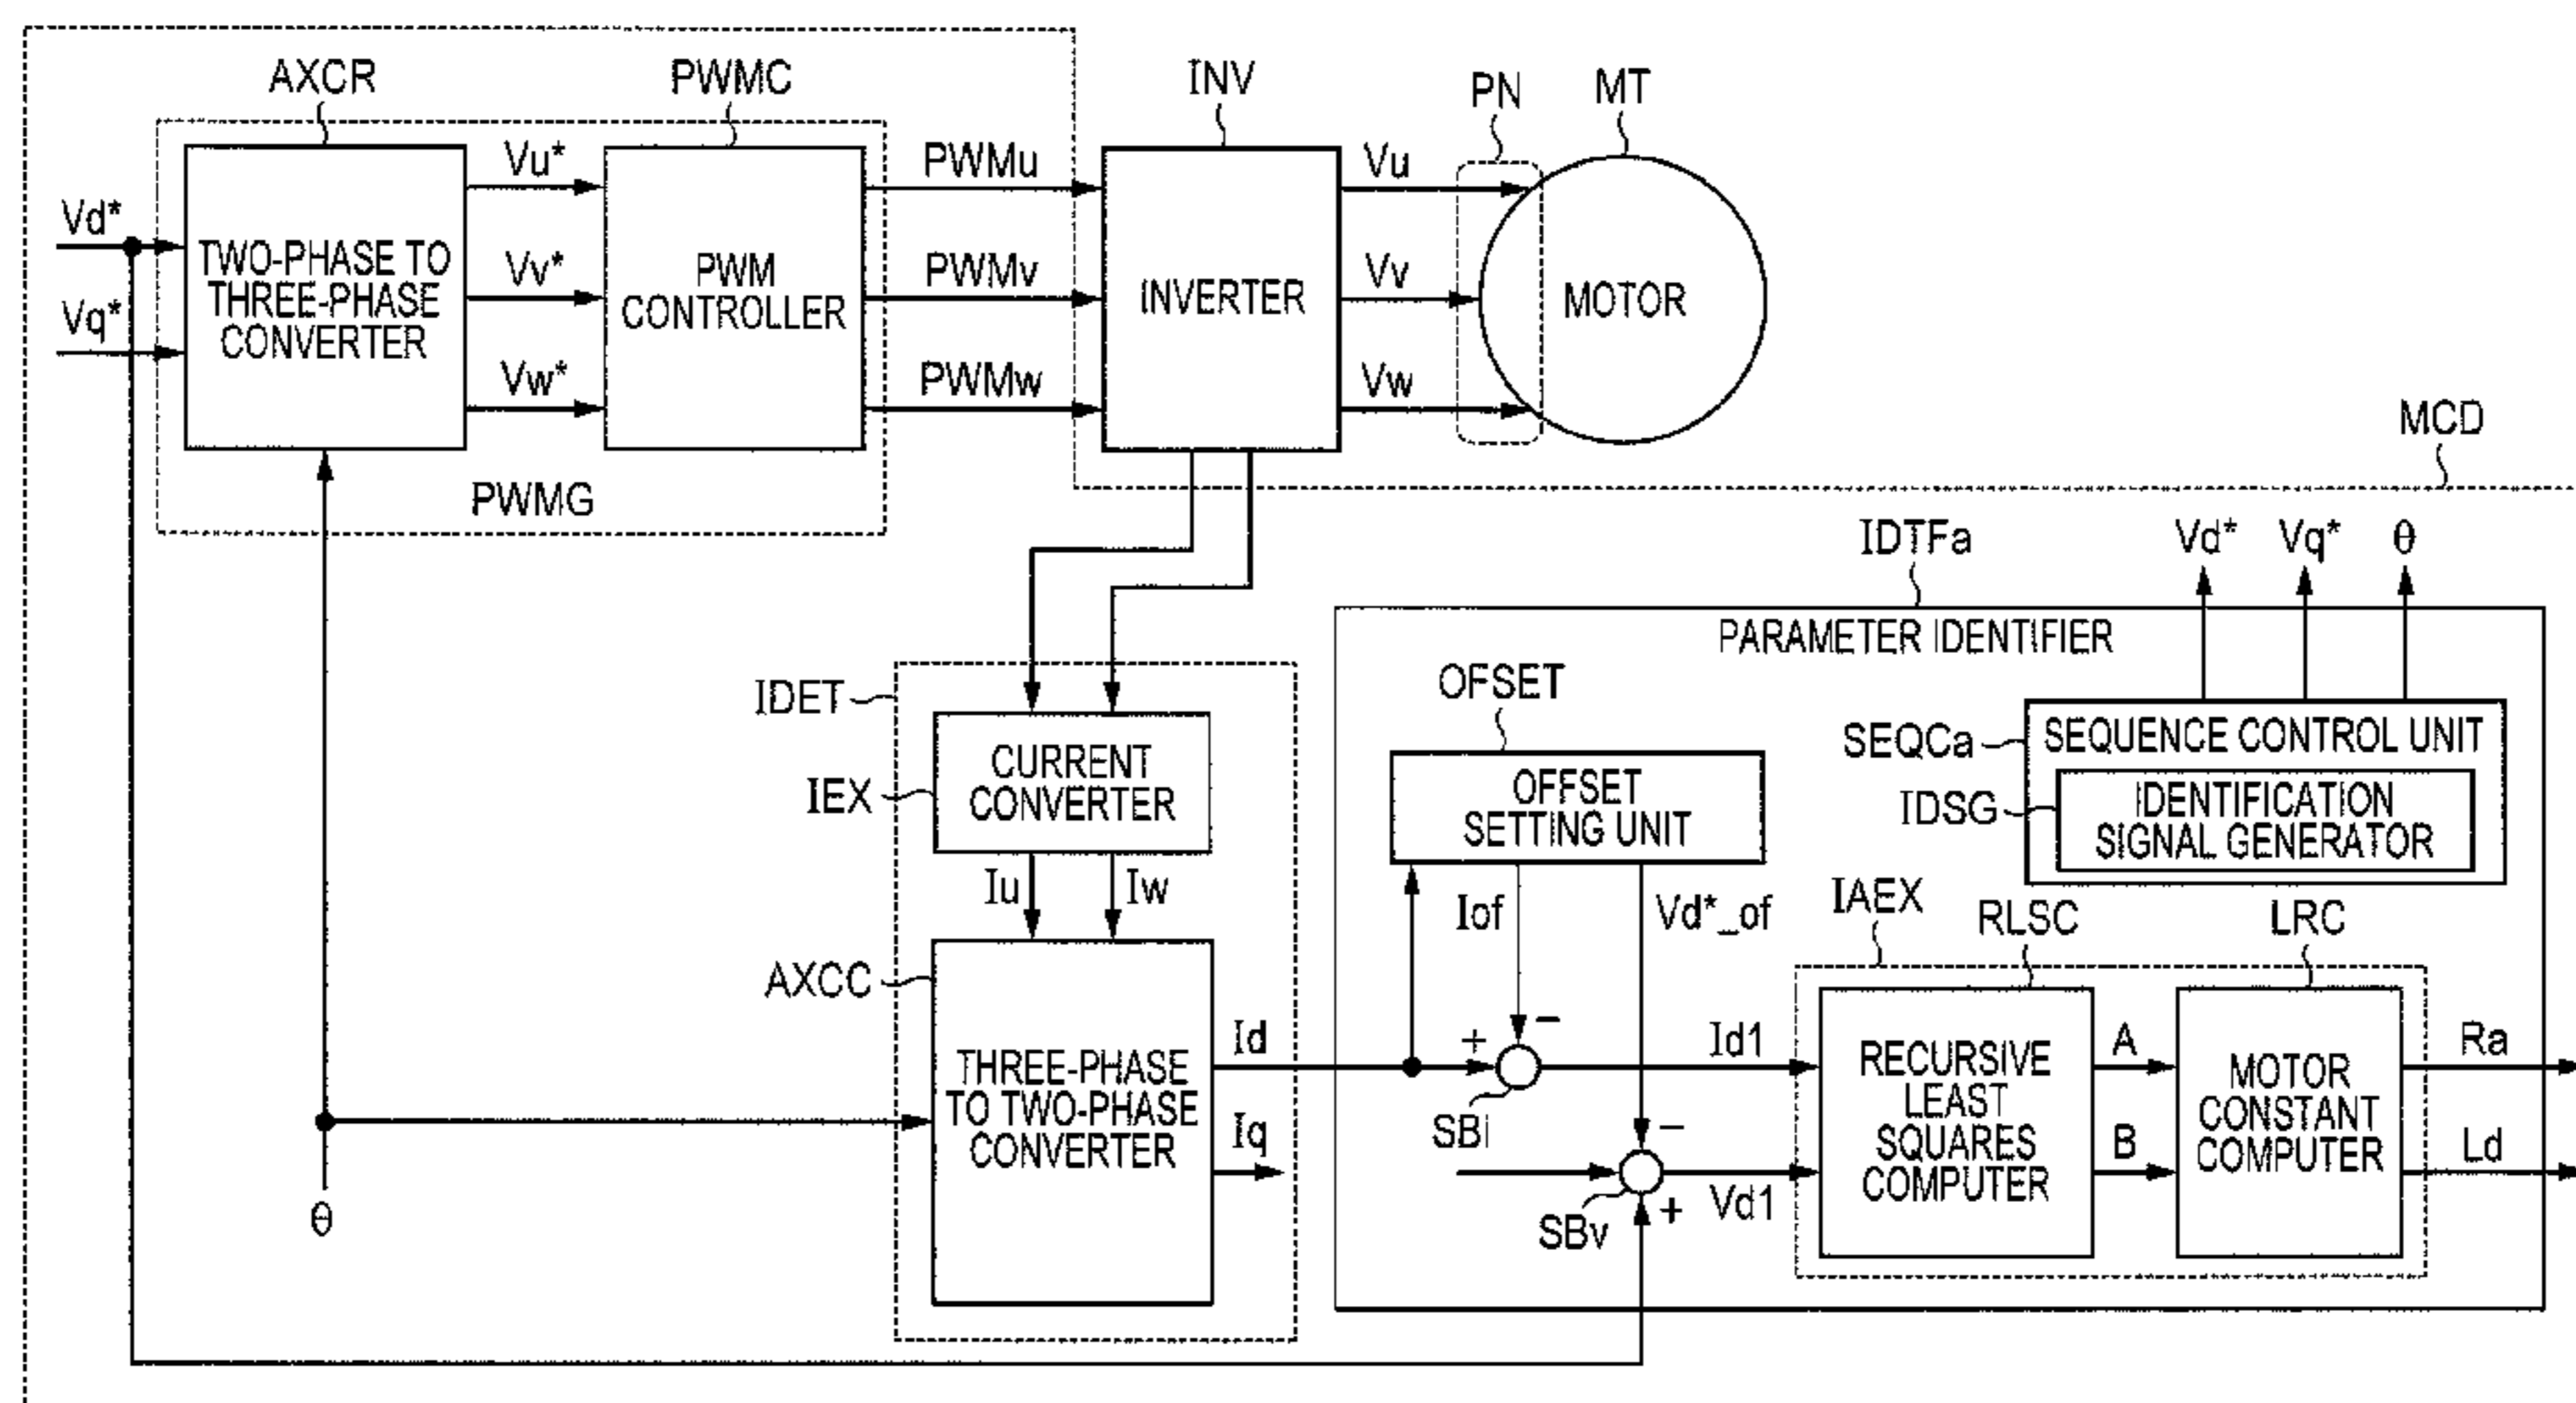 AXCR
PWMC
INV
PN
MT
Vd*
Vq*
TWO-PHASE TO
THREE-PHASE
CONVERTER
Vu*
Vv*
Vw*
PWM
CONTROLLER
PWMu
PWMv
PWMw
INVERTER
Vu
Vv
Vw
MOTOR
PWMG
MCD
IDTFa
Vd*
Vq*
θ
PARAMETER IDENTIFIER
IDET
IEX
CURRENT
CONVERTER
OFSET
OFFSET
SETTING UNIT
SEQCa
SEQUENCE CONTROL UNIT
IDSG
IDENTIFICATION
SIGNAL GENERATOR
Iu
Iw
Iof
Vd*_of
IAEX
RLSC
LRC
AXCC
THREE-PHASE
TO TWO-PHASE
CONVERTER
Id
Iq
+
−
SBi
Id1
−
+
SBv
Vd1
RECURSIVE
LEAST
SQUARES
COMPUTER
A
B
MOTOR
CONSTANT
COMPUTER
Ra
Ld
θ